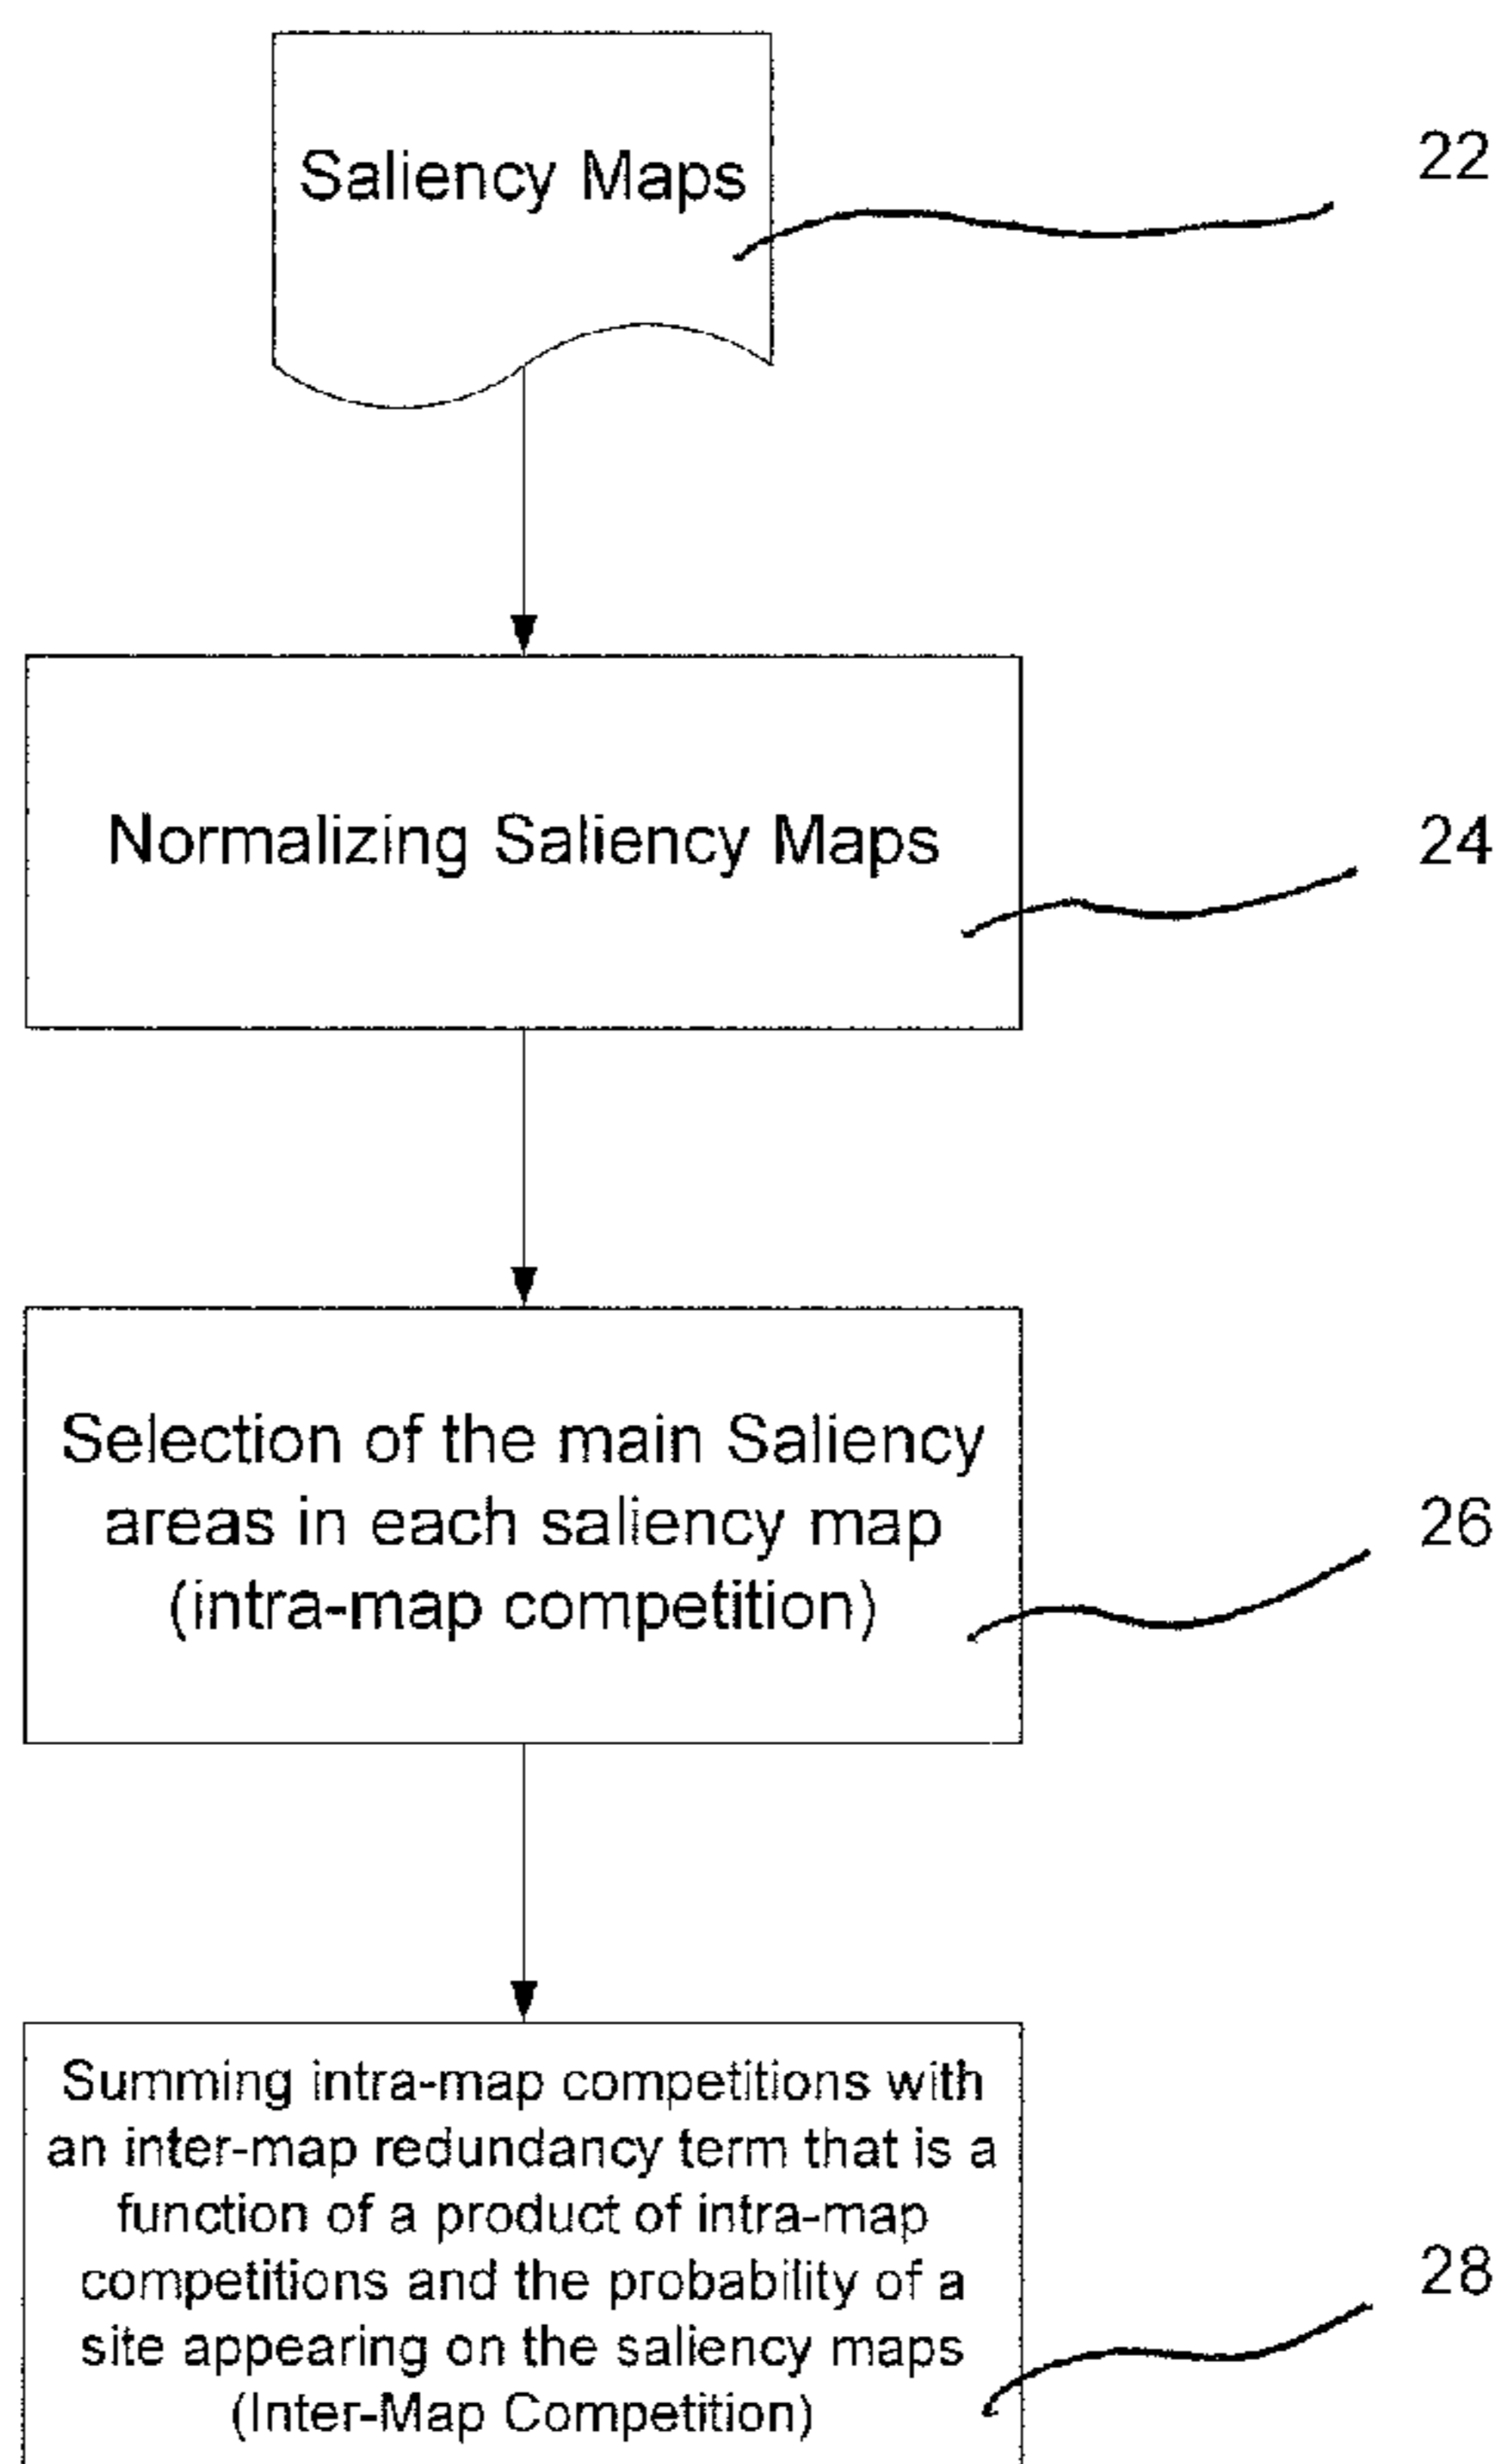 Saliency Maps
22
Normalizing Saliency Maps
24
Selection of the main Saliency
areas in each saliency map
(intra-map competition)
26
Summing intra-map competitions with
an inter-map redundancy term that is a
function of a product of intra-map
competitions and the probability of a
site appearing on the saliency maps
(Inter-Map Competition)
28